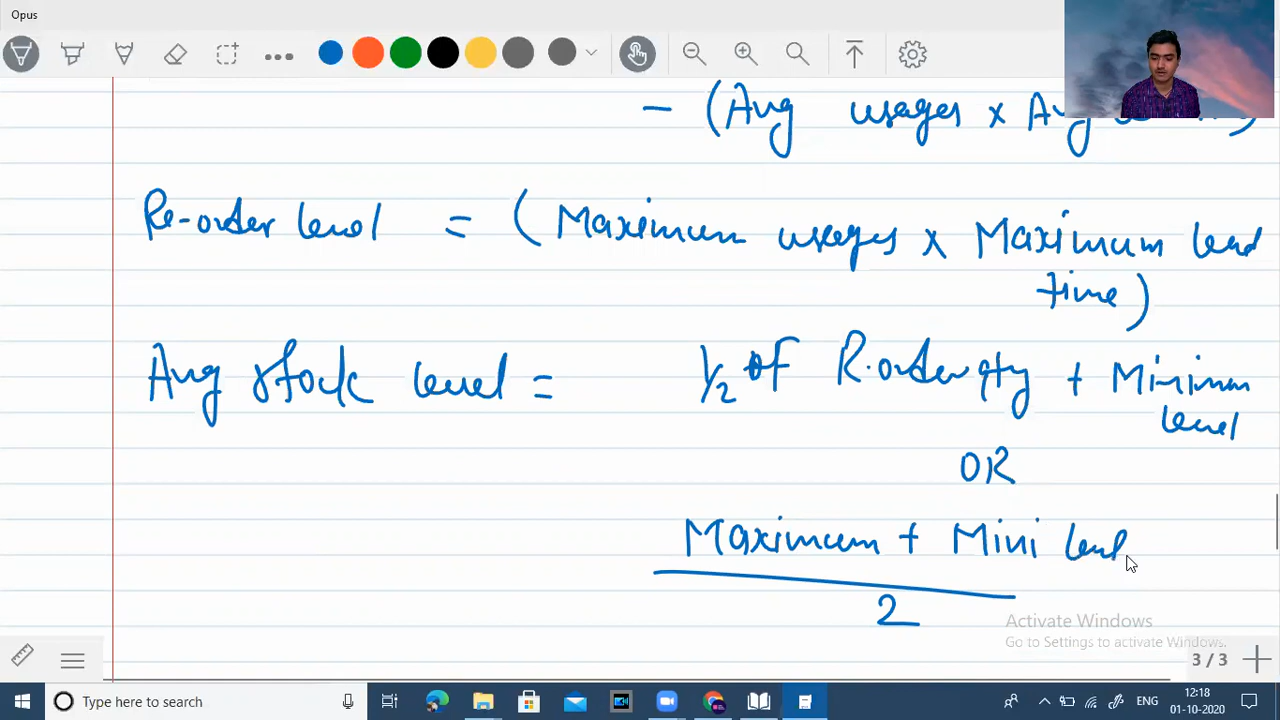 Opus
- (Avg usages x Avg
Re-order level = (Maximum usages x Maximum lead
time)
Avg stock level = 1/2 of R.order qty + Minimum
level
OR
Maximum + Mini level
2
Activate Windows
Go to Settings to activate Windows.
3 / 3
Type here to search
ENG
12:18
01-10-2020